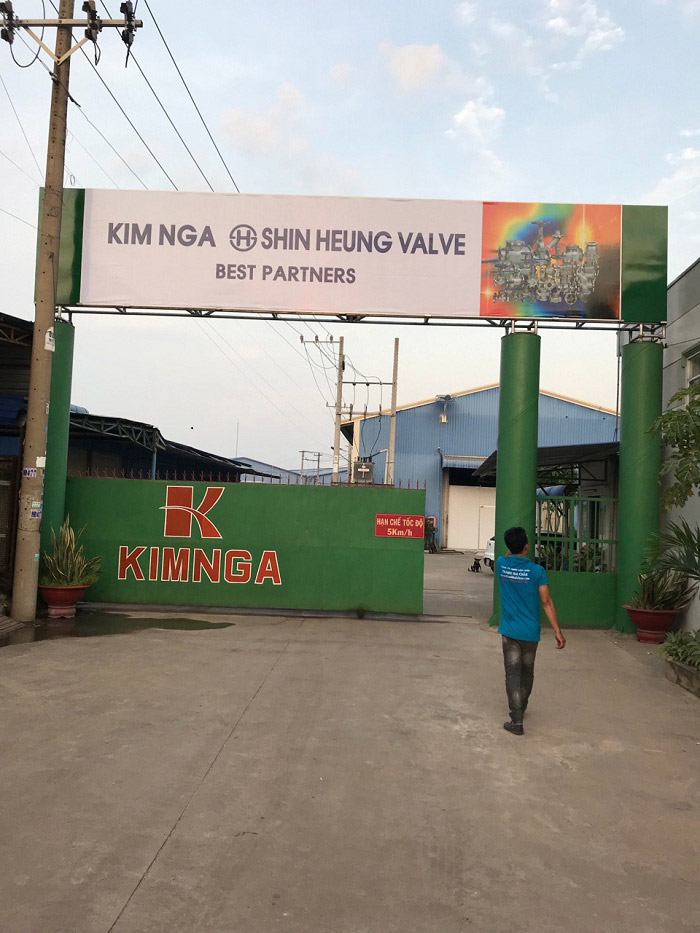 KIM NGA H SHIN HEUNG VALVE
BEST PARTNERS
K
KIMNGA
HẠN CHẾ TỐC ĐỘ
5Km/h